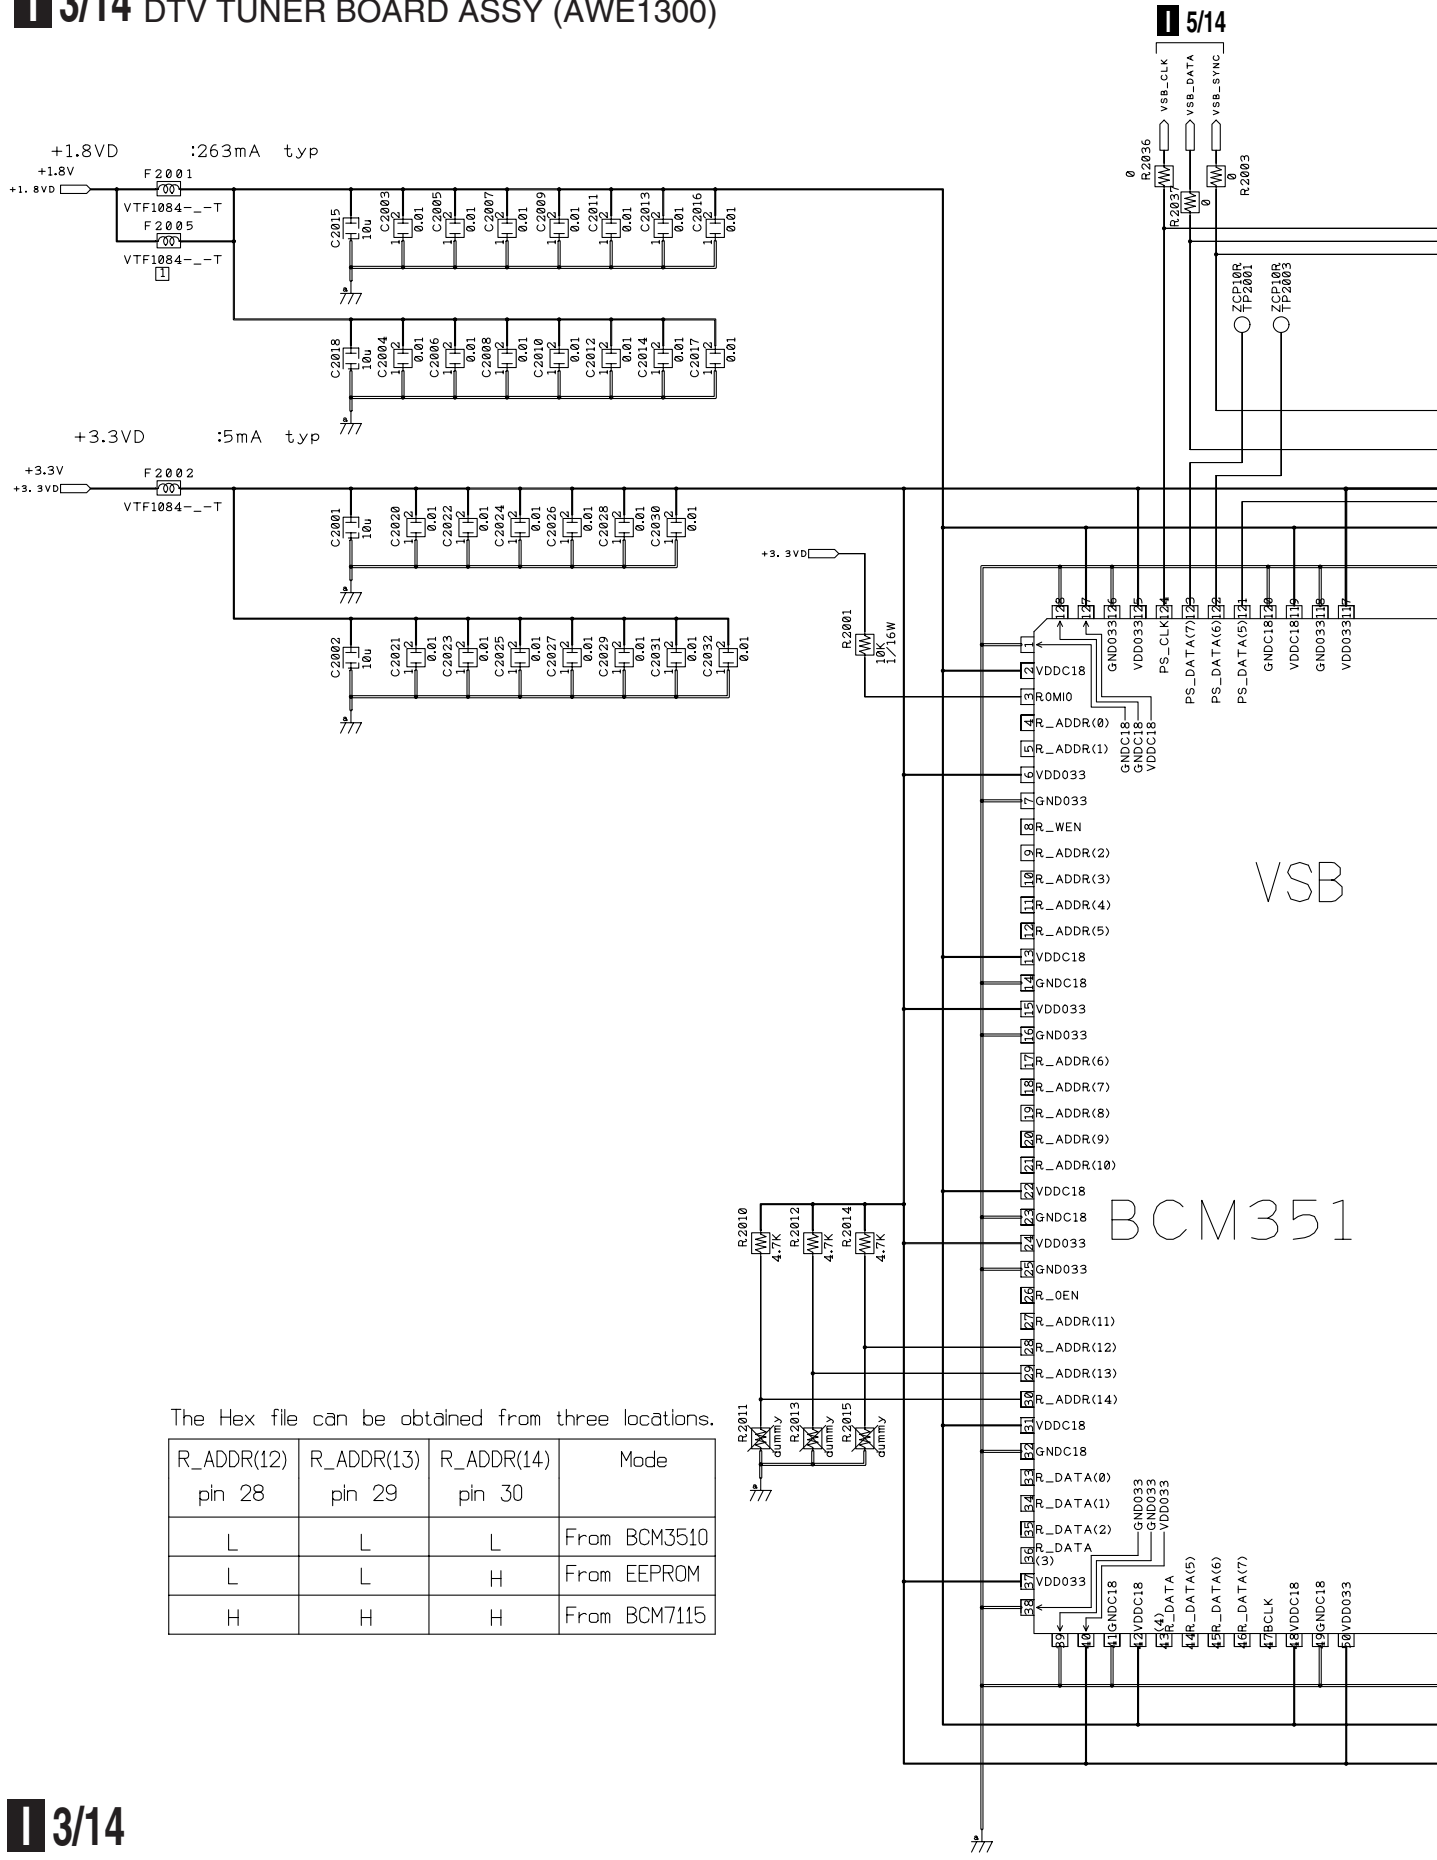 I 3/14 DTV TUNER BOARD ASSY (AWE1300)
I 5/14
VSB_CLK
VSB_DATA
VSB_SYNC
R2036
0
R2037
0
R2003
0
+1.8VD :263mA typ
+1.8V
+1.8VD
F2001
VTF1084-_-T
F2005
VTF1084-_-T
1
C2015 10u
C2003 0.01
C2005 0.01
C2007 0.01
C2009 0.01
C2011 0.01
C2013 0.01
C2016 0.01
C2018 10u
C2004 0.01
C2006 0.01
C2008 0.01
C2010 0.01
C2012 0.01
C2014 0.01
C2017 0.01
ZCP10R
TP2001
ZCP10R
TP2003
+3.3VD :5mA typ
+3.3V
+3.3VD
F2002
VTF1084-_-T
C2001 10u
C2020 0.01
C2022 0.01
C2024 0.01
C2026 0.01
C2028 0.01
C2030 0.01
C2002 10u
C2021 0.01
C2023 0.01
C2025 0.01
C2027 0.01
C2029 0.01
C2031 0.01
C2032 0.01
+3.3VD
R2001
10K
1/16W
128
127
GND033 126
VDD033 125
PS_CLK 124
PS_DATA(7) 123
PS_DATA(6) 122
PS_DATA(5) 121
GNDC18 120
VDDC18 119
GND033 118
VDD033 117
GNDC18
GNDC18
VDDC18
1
2 VDDC18
3 ROMI0
4 R_ADDR(0)
5 R_ADDR(1)
6 VDD033
7 GND033
8 R_WEN
9 R_ADDR(2)
10 R_ADDR(3)
11 R_ADDR(4)
12 R_ADDR(5)
13 VDDC18
14 GNDC18
15 VDD033
16 GND033
17 R_ADDR(6)
18 R_ADDR(7)
19 R_ADDR(8)
20 R_ADDR(9)
21 R_ADDR(10)
22 VDDC18
23 GNDC18
24 VDD033
25 GND033
26 R_OEN
27 R_ADDR(11)
28 R_ADDR(12)
29 R_ADDR(13)
30 R_ADDR(14)
31 VDDC18
32 GNDC18
33 R_DATA(0)
34 R_DATA(1)
35 R_DATA(2)
36 R_DATA
(3)
37 VDD033
38
VSB
BCM351
R2010 4.7K
R2012 4.7K
R2014 4.7K
R2011 dummy
R2013 dummy
R2015 dummy
GND033
GND033
VDD033
39
40
41 GNDC18
42 VDDC18
43 R_DATA
(4)
44 R_DATA(5)
45 R_DATA(6)
46 R_DATA(7)
47 BCLK
48 VDDC18
49 GNDC18
50 VDD033
The Hex file can be obtained from three locations.
R_ADDR(12) R_ADDR(13) R_ADDR(14) Mode
pin 28 pin 29 pin 30
L L L From BCM3510
L L H From EEPROM
H H H From BCM7115
I 3/14